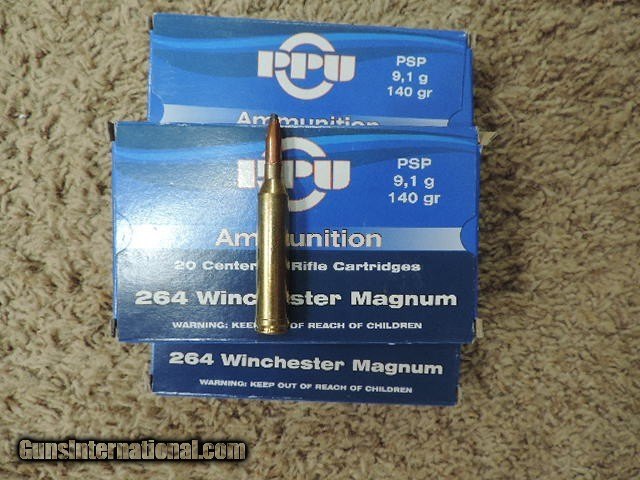 PPU
PSP
9,1 g
140 gr
Ammunition
PPU
PSP
9,1 g
140 gr
Ammunition
20 Center Rifle Cartridges
264 Winchester Magnum
WARNING: KEEP OUT OF REACH OF CHILDREN
264 Winchester Magnum
WARNING: KEEP OUT OF REACH OF CHILDREN
GunsInternational.com